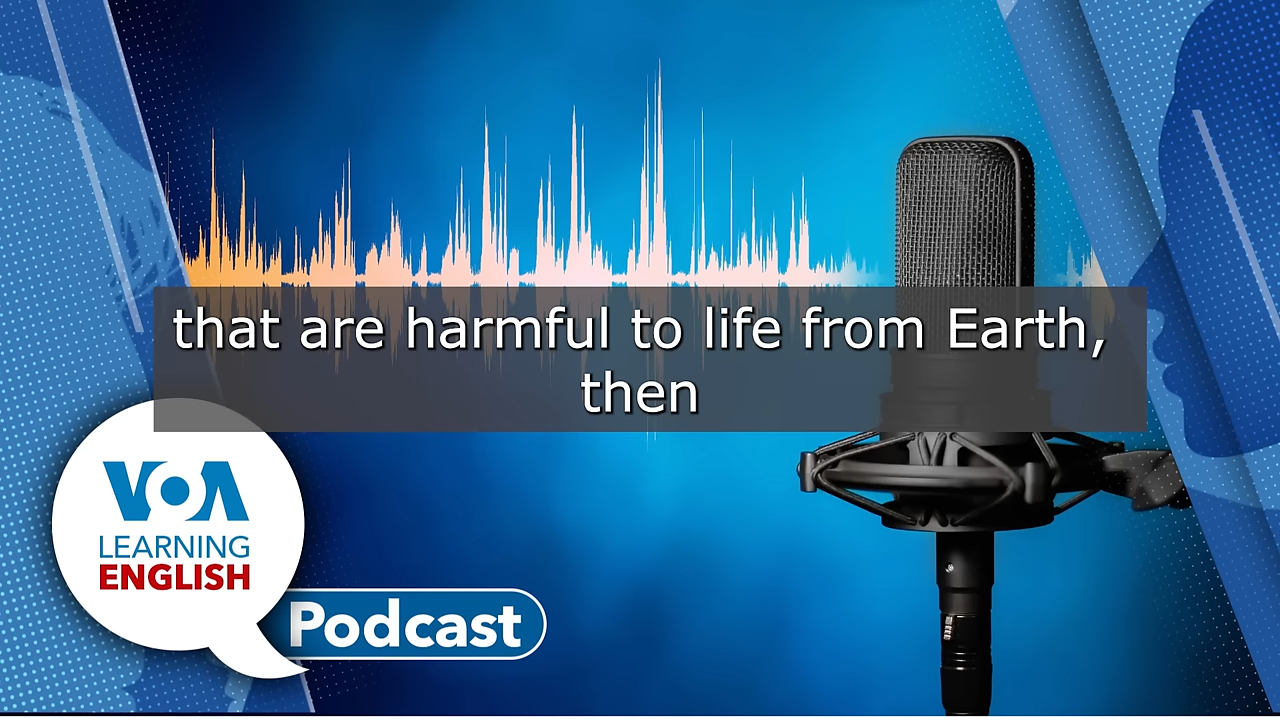 that are harmful to life from Earth,
then
VOA
LEARNING
ENGLISH
Podcast